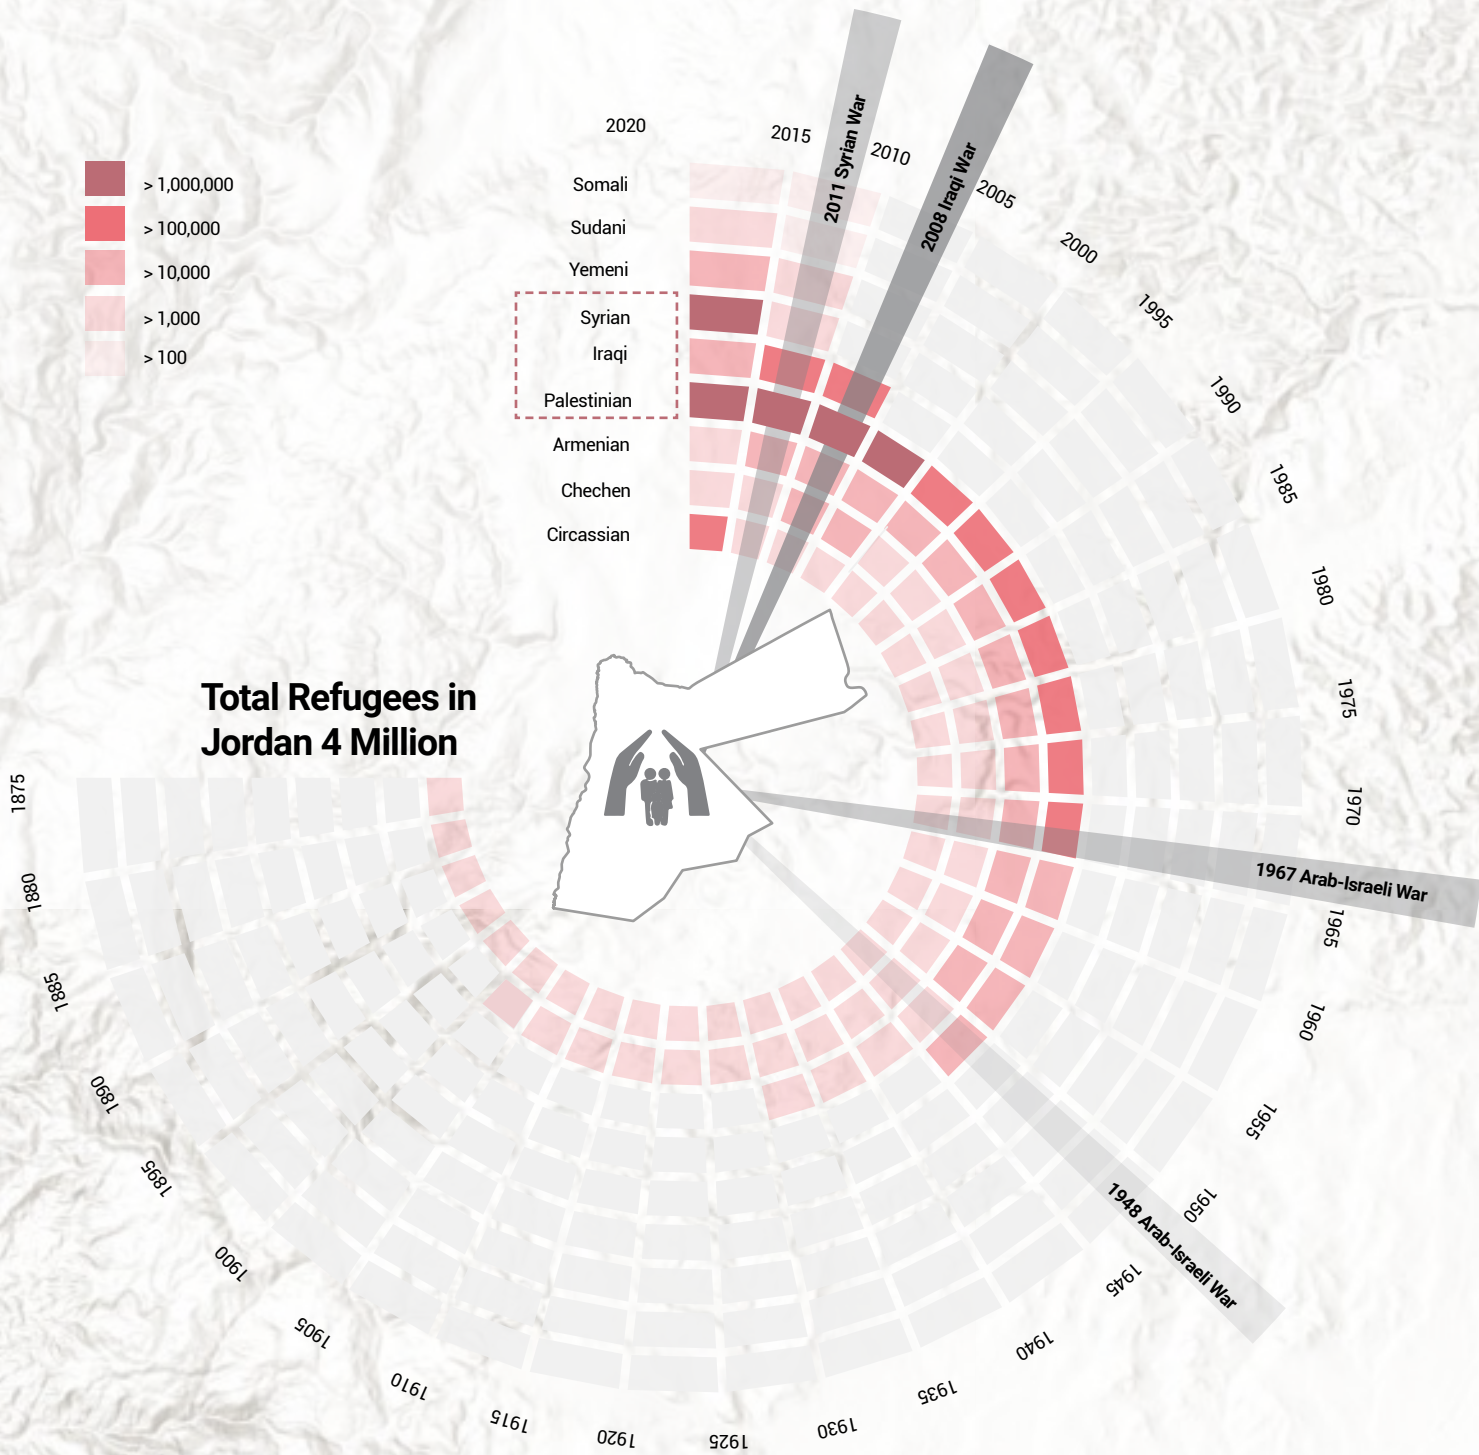 2020
2015
2010
2005
2000
1995
1990
1985
1980
1975
1970
1965
1960
1955
1950
1945
1940
1935
1930
1925
1920
1915
1910
1905
1900
1895
1890
1885
1880
1875
2011 Syrian War
2008 Iraqi War
1967 Arab-Israeli War
1948 Arab-Israeli War
> 1,000,000
> 100,000
> 10,000
> 1,000
> 100
Somali
Sudani
Yemeni
Syrian
Iraqi
Palestinian
Armenian
Chechen
Circassian
Total Refugees in
Jordan 4 Million